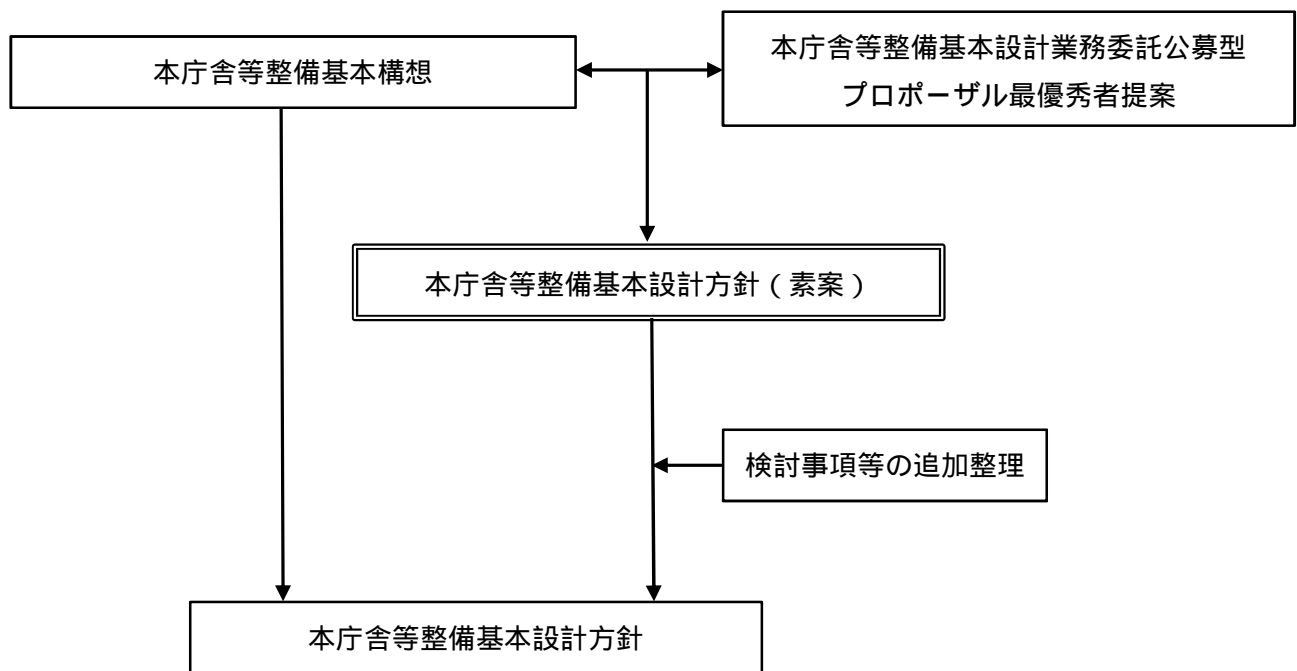 本庁舎等整備基本構想
本庁舎等整備基本設計業務委託公募型
プロポーザル最優秀者提案
本庁舎等整備基本設計方針（素案）
検討事項等の追加整理
本庁舎等整備基本設計方針